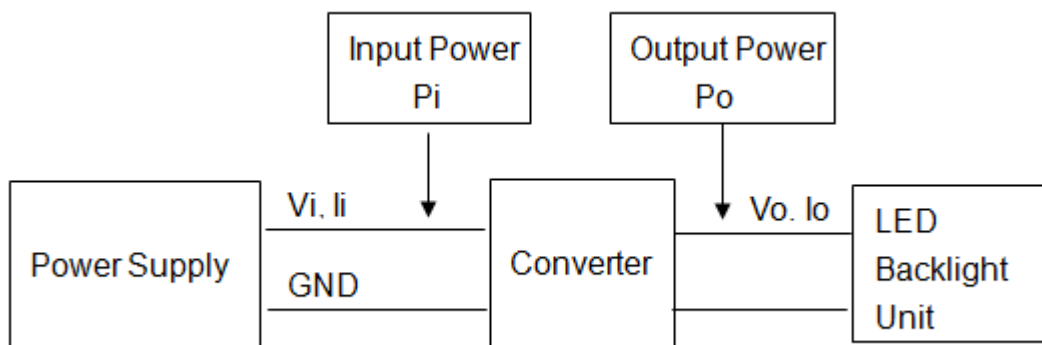 Input Power
Pi
Output Power
Po
Vi, Ii
Vo. Io
Power Supply
GND
Converter
LED
Backlight
Unit